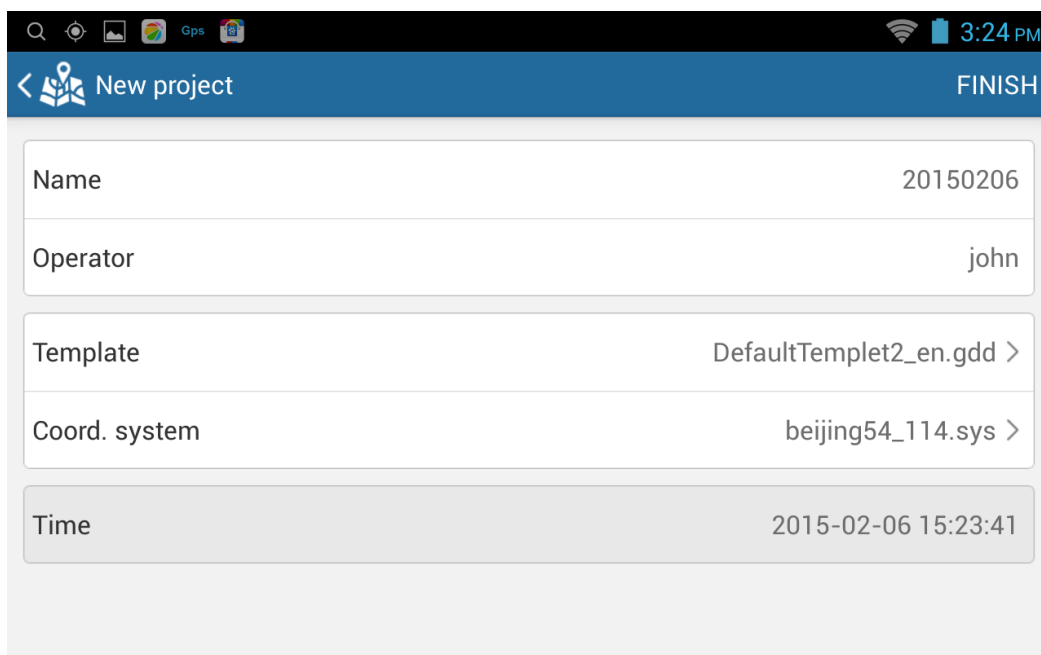 Gps 3:24 PM
New project FINISH
Name 20150206
Operator john
Template DefaultTemplet2_en.gdd
Coord. system beijing54_114.sys
Time 2015-02-06 15:23:41